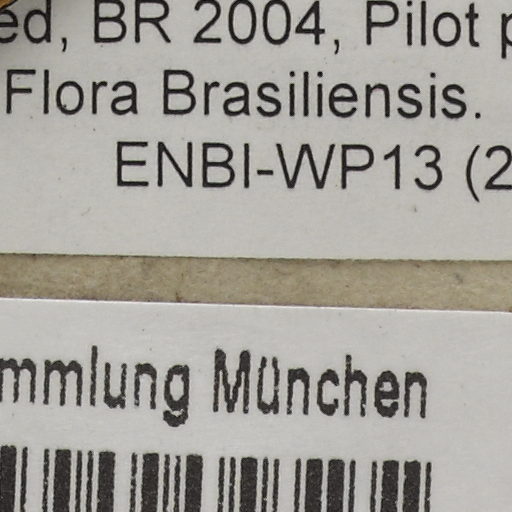 ed, BR 2004, Pilot
Flora Brasiliensis.
ENBI-WP13 (2
mmlung München